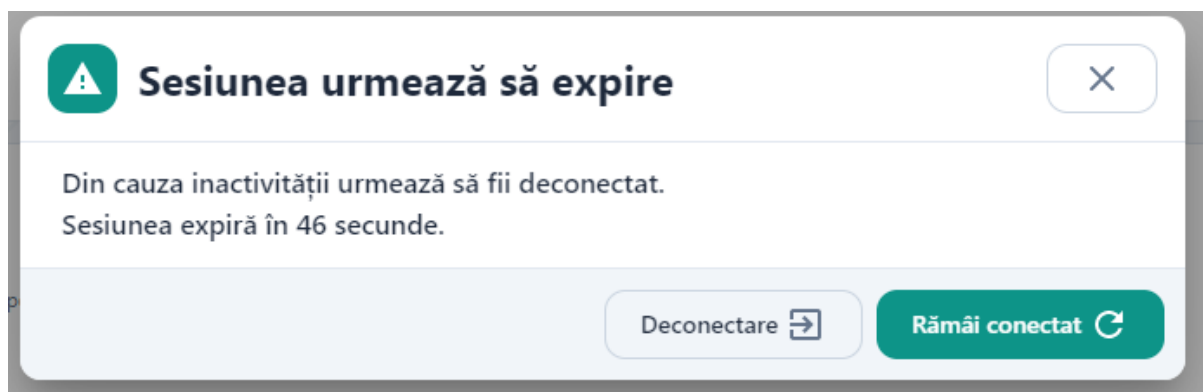 Sesiunea urmează să expire
Din cauza inactivității urmează să fii deconectat.
Sesiunea expiră în 46 secunde.
Deconectare
Rămâi conectat